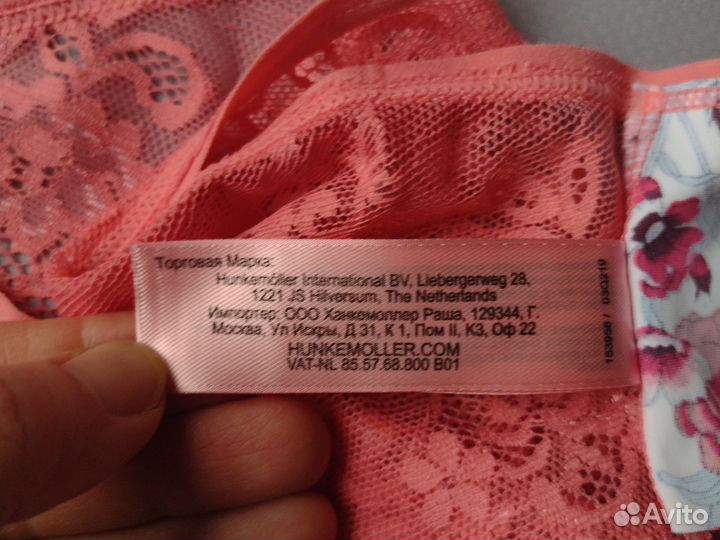 Торговая Марка:
Hunkemöller International BV, Liebergerweg 28,
1221 JS Hilversum, The Netherlands
Импортер: ООО Ханкемоллер Раша, 129344, Г.
Москва, Ул Искры, Д 31, К 1, Пом II, К3, Оф 22
HUNKEMOLLER.COM
VAT-NL 85.57.68.800 B01
163958 / 03Q219
Avito